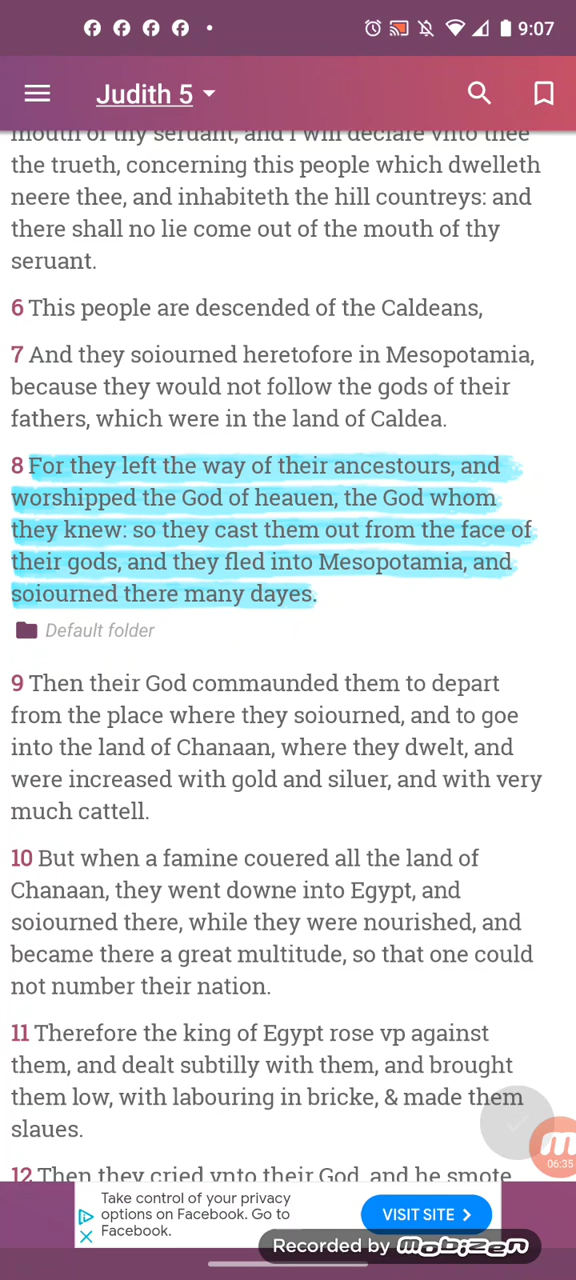 9:07
Judith 5
mouth of thy seruant, and I will declare vnto thee
the trueth, concerning this people which dwelleth
neere thee, and inhabiteth the hill countreys: and
there shall no lie come out of the mouth of thy
seruant.
6 This people are descended of the Caldeans,
7 And they soiourned heretofore in Mesopotamia,
because they would not follow the gods of their
fathers, which were in the land of Caldea.
8 For they left the way of their ancestours, and
worshipped the God of heauen, the God whom
they knew: so they cast them out from the face of
their gods, and they fled into Mesopotamia, and
soiourned there many dayes.
Default folder
9 Then their God commaunded them to depart
from the place where they soiourned, and to goe
into the land of Chanaan, where they dwelt, and
were increased with gold and siluer, and with very
much cattell.
10 But when a famine couered all the land of
Chanaan, they went downe into Egypt, and
soiourned there, while they were nourished, and
became there a great multitude, so that one could
not number their nation.
11 Therefore the king of Egypt rose vp against
them, and dealt subtilly with them, and brought
them low, with labouring in bricke, & made them
slaues.
06:35
12 Then they cried vnto their God, and he smote
Take control of your privacy
options on Facebook. Go to
Facebook.
VISIT SITE
Recorded by mobizen